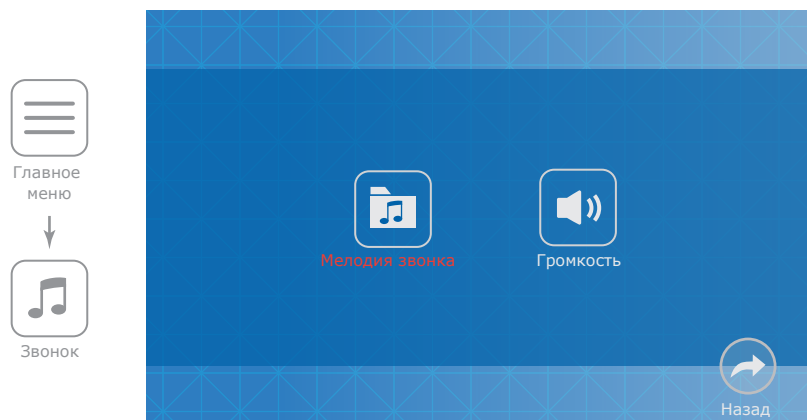 Главное
меню
Звонок
Мелодия звонка
Громкость
Назад